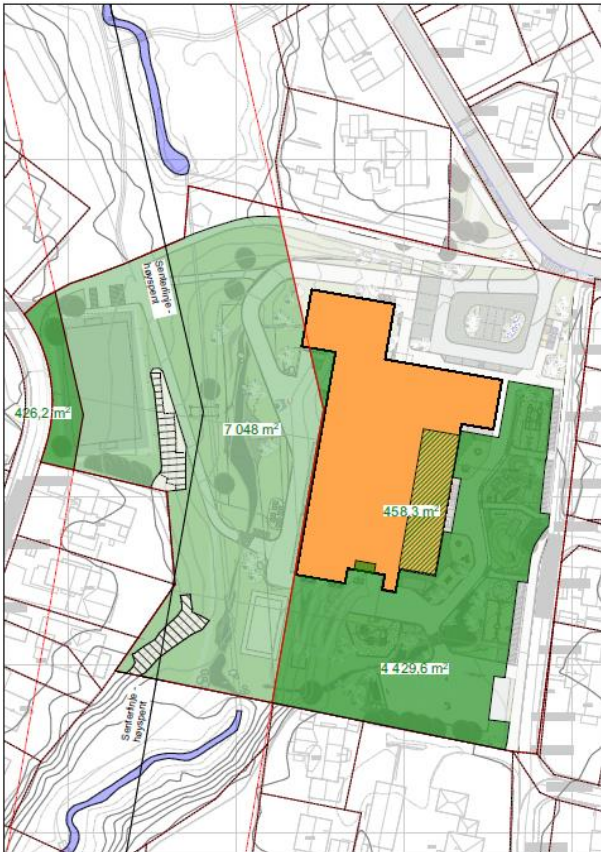 Senterlinje -
høyspent
426,2 m²
7 048 m²
458,3 m²
4 429,6 m²
Senterlinje -
høyspent